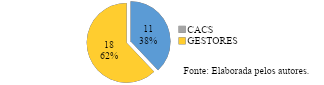 11
38%
18
62%
CACS
GESTORES
Fonte: Elaborada pelos autores.